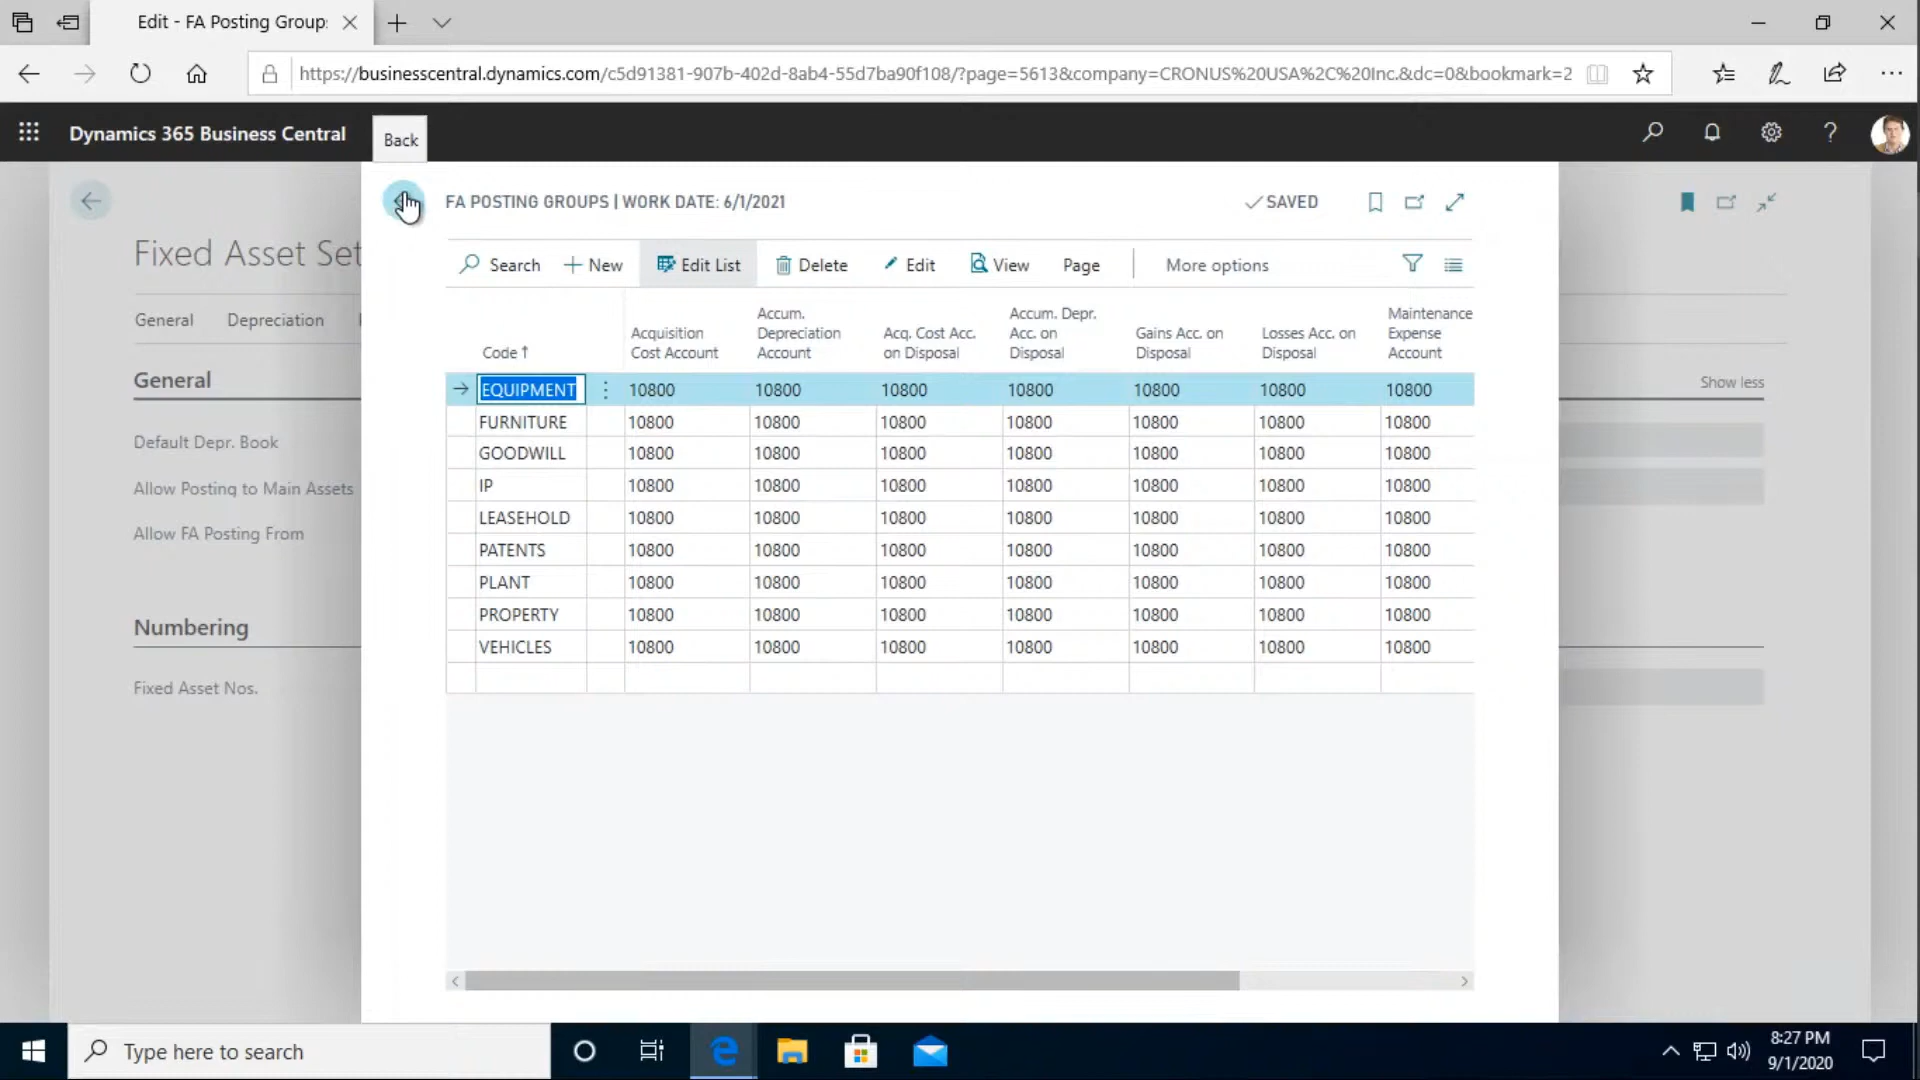 Edit - FA Posting Group
https://businesscentral.dynamics.com/c5d91381-907b-402d-8ab4-55d7ba90f108/?page=5613&company=CRONUS%20USA%2C%20Inc.&dc=0&bookmark=2
Dynamics 365 Business Central
Back
FA POSTING GROUPS | WORK DATE: 6/1/2021
SAVED
Fixed Asset Set
Search New Edit List Delete Edit View Page More options
General Depreciation
Code ↑
Acquisition Cost Account
Accum. Depreciation Account
Acq. Cost Acc. on Disposal
Accum. Depr. Acc. on Disposal
Gains Acc. on Disposal
Losses Acc. on Disposal
Maintenance Expense Account
General
Show less
EQUIPMENT 10800 10800 10800 10800 10800 10800 10800
FURNITURE 10800 10800 10800 10800 10800 10800 10800
GOODWILL 10800 10800 10800 10800 10800 10800 10800
IP 10800 10800 10800 10800 10800 10800 10800
LEASEHOLD 10800 10800 10800 10800 10800 10800 10800
PATENTS 10800 10800 10800 10800 10800 10800 10800
PLANT 10800 10800 10800 10800 10800 10800 10800
PROPERTY 10800 10800 10800 10800 10800 10800 10800
VEHICLES 10800 10800 10800 10800 10800 10800 10800
Default Depr. Book
Allow Posting to Main Assets
Allow FA Posting From
Numbering
Fixed Asset Nos.
Type here to search
8:27 PM
9/1/2020